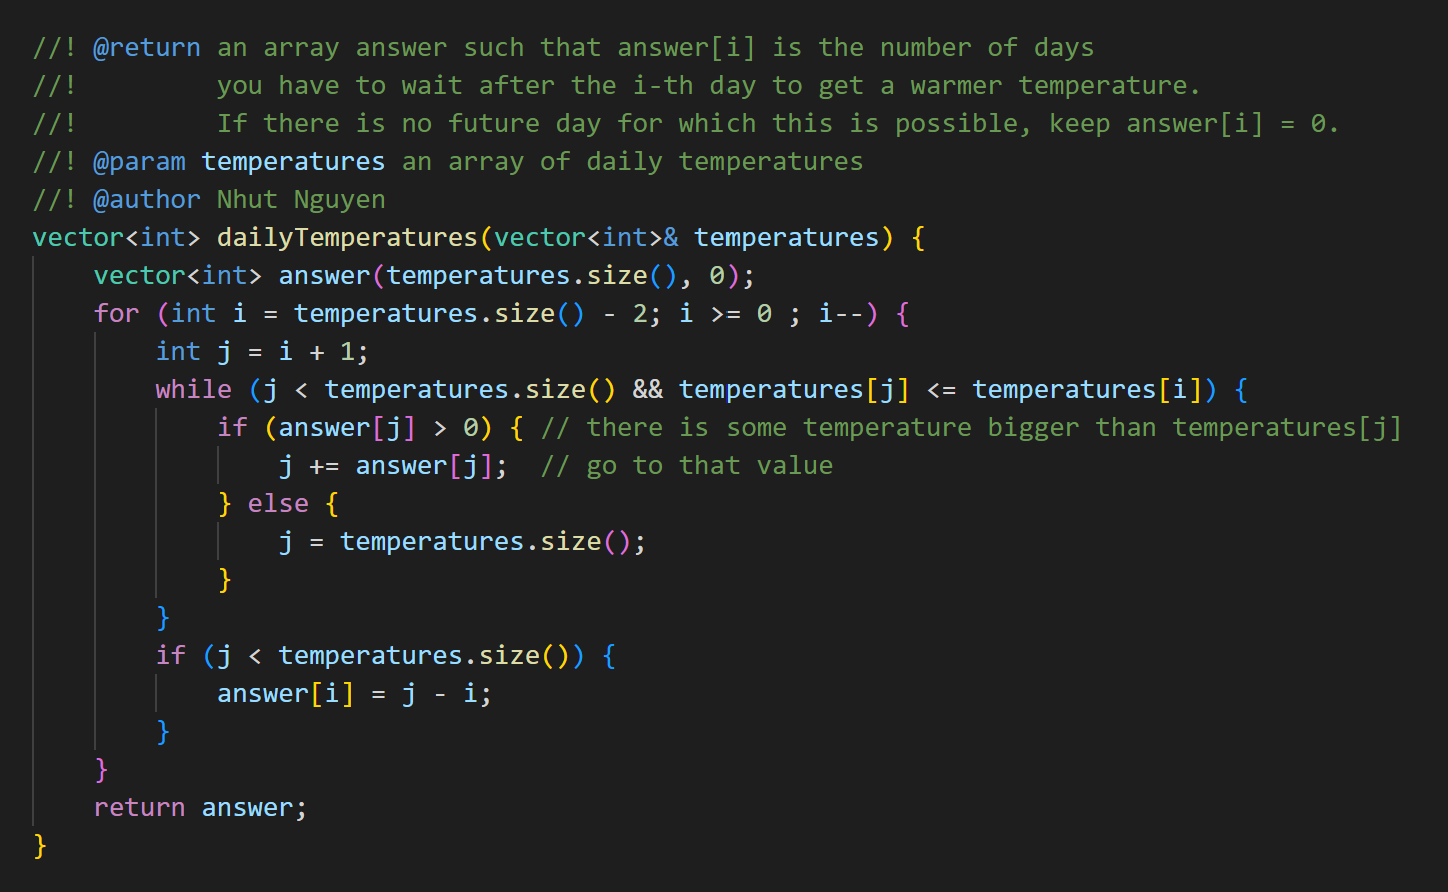 //! @return an array answer such that answer[i] is the number of days
//!         you have to wait after the i-th day to get a warmer temperature.
//!         If there is no future day for which this is possible, keep answer[i] = 0.
//! @param temperatures an array of daily temperatures
//! @author Nhut Nguyen
vector<int> dailyTemperatures(vector<int>& temperatures) {
    vector<int> answer(temperatures.size(), 0);
    for (int i = temperatures.size() - 2; i >= 0 ; i--) {
        int j = i + 1;
        while (j < temperatures.size() && temperatures[j] <= temperatures[i]) {
            if (answer[j] > 0) { // there is some temperature bigger than temperatures[j]
                j += answer[j];  // go to that value
            } else {
                j = temperatures.size();
            }
        }
        if (j < temperatures.size()) {
            answer[i] = j - i;
        }
    }
    return answer;
}